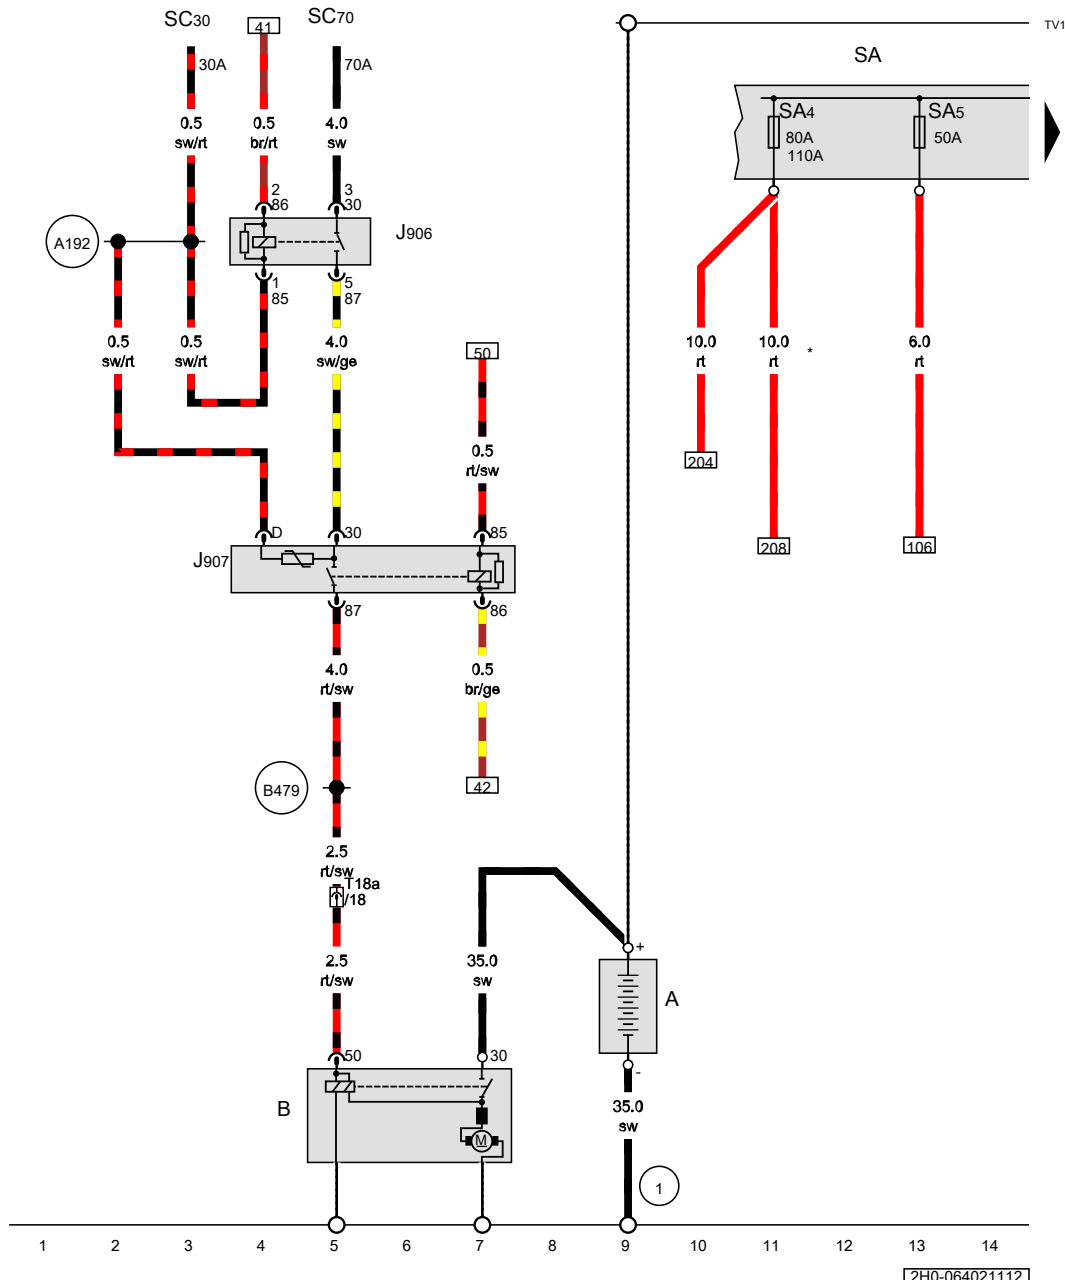 SC30
41
SC70
TV1
30A
70A
SA
SA4
80A
110A
SA5
50A
0.5
sw/rt
0.5
br/rt
4.0
sw
2
86
3
30
A192
J906
1
85
5
87
0.5
sw/rt
0.5
sw/rt
4.0
sw/ge
50
10.0
rt
10.0
rt
*
6.0
rt
0.5
rt/sw
204
D
30
85
208
106
J907
87
86
4.0
rt/sw
0.5
br/ge
B479
42
2.5
rt/sw
T18a
/18
2.5
rt/sw
35.0
sw
+
A
50
30
-
B
M
35.0
sw
1
1 2 3 4 5 6 7 8 9 10 11 12 13 14
2H0-064021112